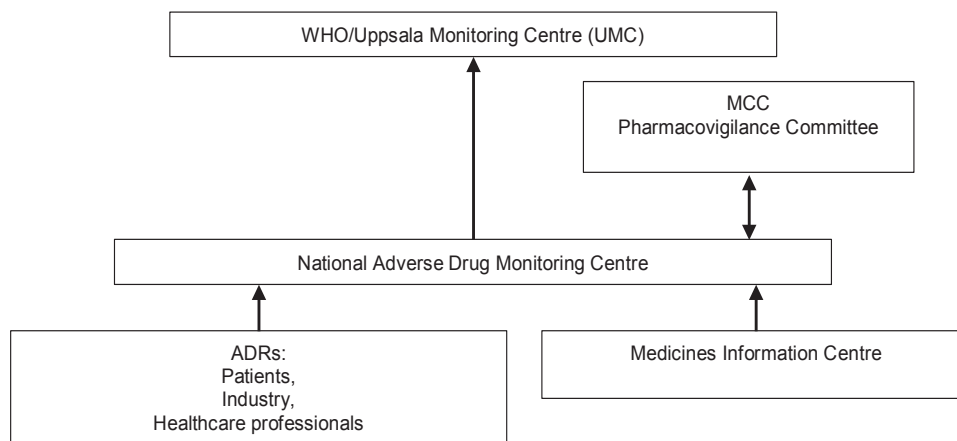 WHO/Uppsala Monitoring Centre (UMC)
MCC
Pharmacovigilance Committee
National Adverse Drug Monitoring Centre
ADRs:
Patients,
Industry,
Healthcare professionals
Medicines Information Centre